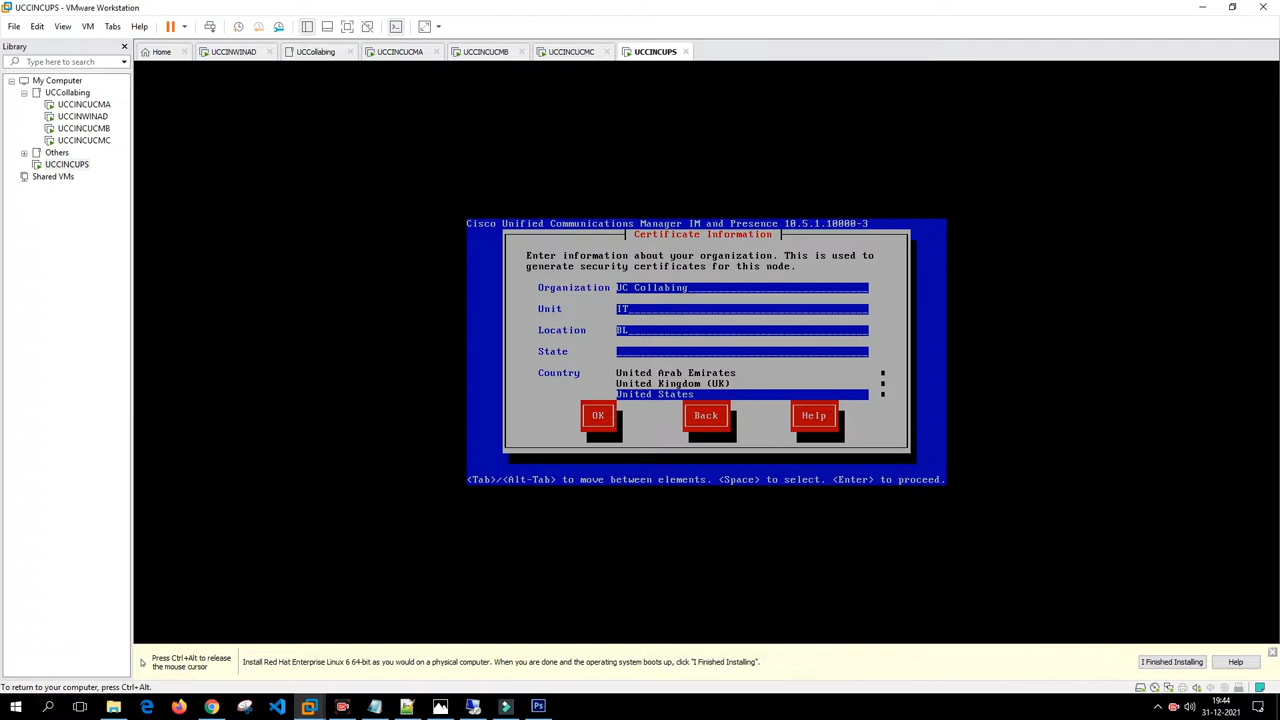 UCCINCUPS - VMware Workstation
File Edit View VM Tabs Help
Library
Type here to search
Home UCCINWINAD UCCollabing UCCINCUCMA UCCINCUCMB UCCINCUCMC UCCINCUPS
My Computer
UCCollabing
UCCINCUCMA
UCCINWINAD
UCCINCUCMB
UCCINCUCMC
Others
UCCINCUPS
Shared VMs
Cisco Unified Communications Manager IM and Presence 10.5.1.10000-3
Certificate Information
Enter information about your organization. This is used to
generate security certificates for this node.
Organization UC Collabing
Unit IT
Location BL
State
Country United Arab Emirates
United Kingdom (UK)
United States
OK Back Help
<Tab>/<Alt-Tab> to move between elements. <Space> to select. <Enter> to proceed.
Press Ctrl+Alt to release
the mouse cursor
Install Red Hat Enterprise Linux 6 64-bit as you would on a physical computer. When you are done and the operating system boots up, click "I Finished Installing".
I Finished Installing Help
To return to your computer, press Ctrl+Alt.
19:44
31-12-2021